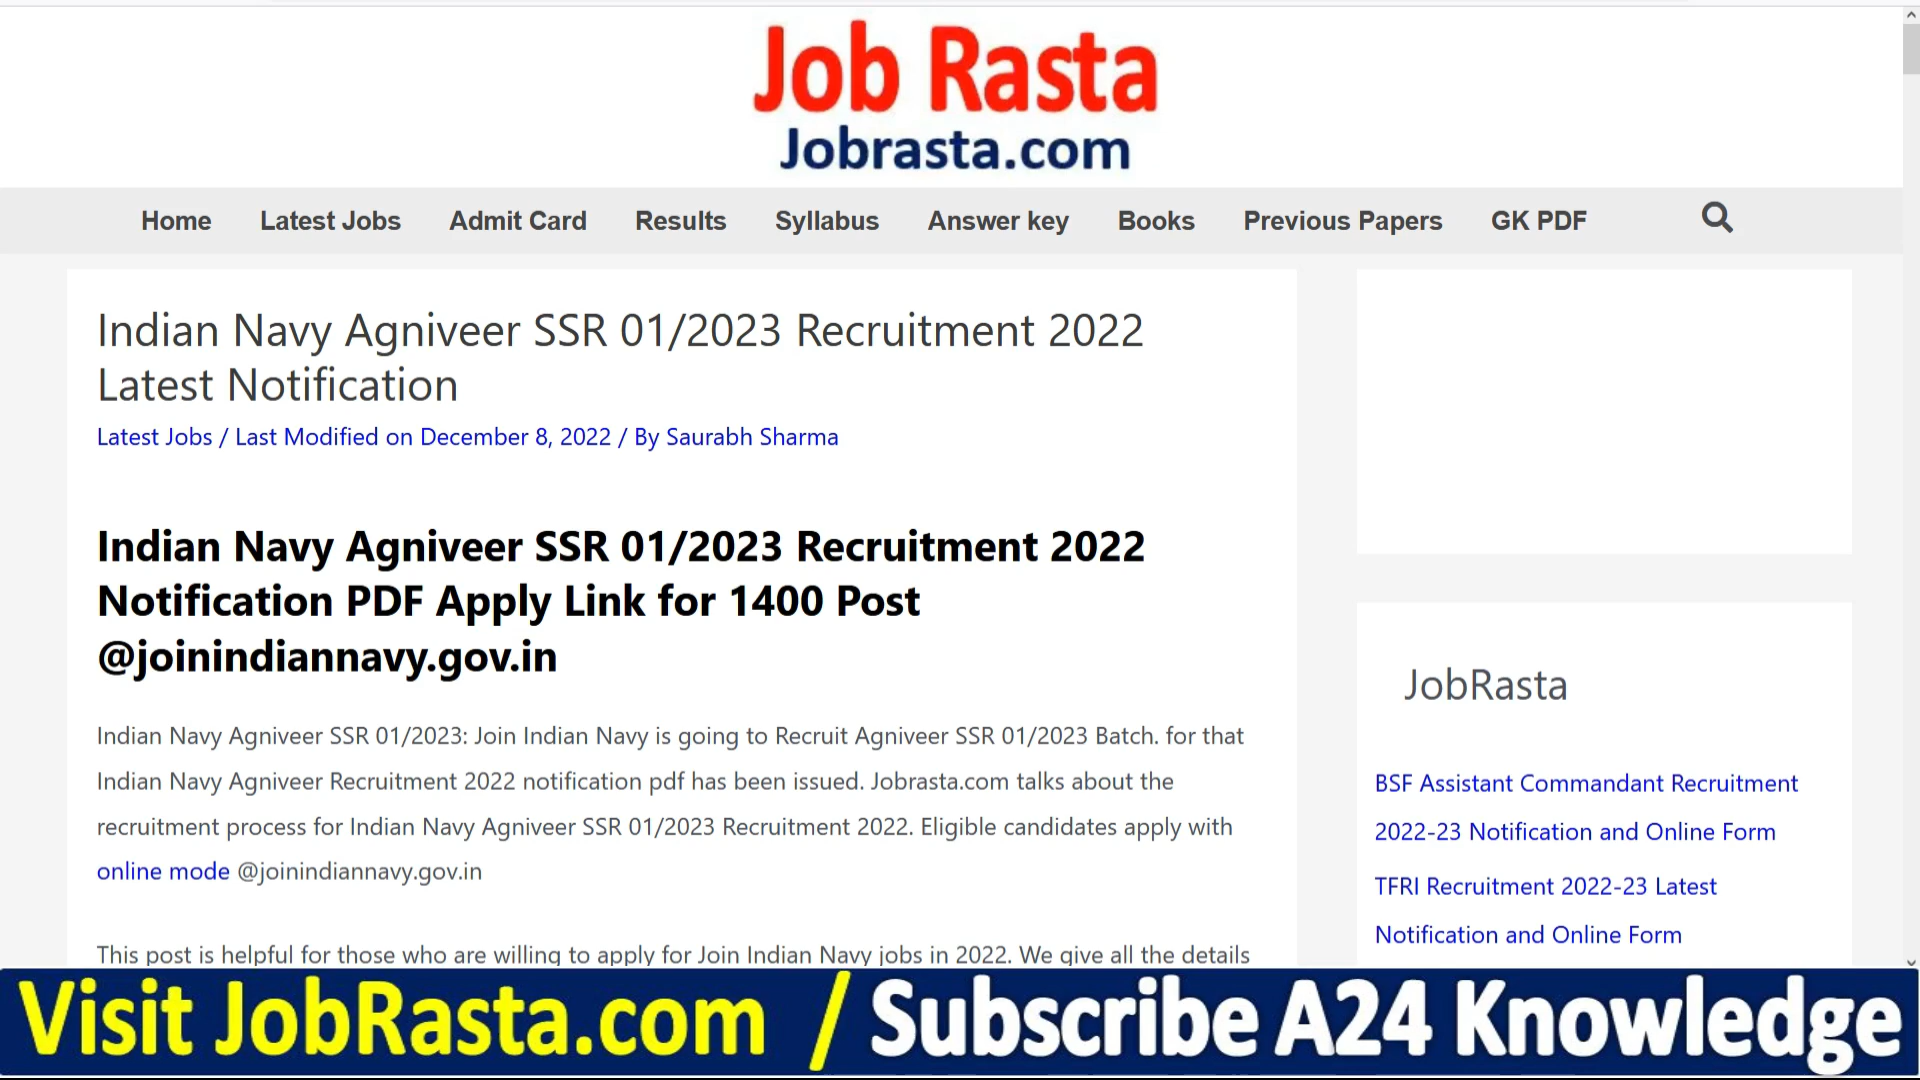 Job Rasta
Jobrasta.com
Home Latest Jobs Admit Card Results Syllabus Answer key Books Previous Papers GK PDF
Indian Navy Agniveer SSR 01/2023 Recruitment 2022
Latest Notification
Latest Jobs / Last Modified on December 8, 2022 / By Saurabh Sharma
Indian Navy Agniveer SSR 01/2023 Recruitment 2022
Notification PDF Apply Link for 1400 Post
@joinindiannavy.gov.in
Indian Navy Agniveer SSR 01/2023: Join Indian Navy is going to Recruit Agniveer SSR 01/2023 Batch. for that
Indian Navy Agniveer Recruitment 2022 notification pdf has been issued. Jobrasta.com talks about the
recruitment process for Indian Navy Agniveer SSR 01/2023 Recruitment 2022. Eligible candidates apply with
online mode @joinindiannavy.gov.in
This post is helpful for those who are willing to apply for Join Indian Navy jobs in 2022. We give all the details
JobRasta
BSF Assistant Commandant Recruitment
2022-23 Notification and Online Form
TFRI Recruitment 2022-23 Latest
Notification and Online Form
Visit JobRasta.com / Subscribe A24 Knowledge